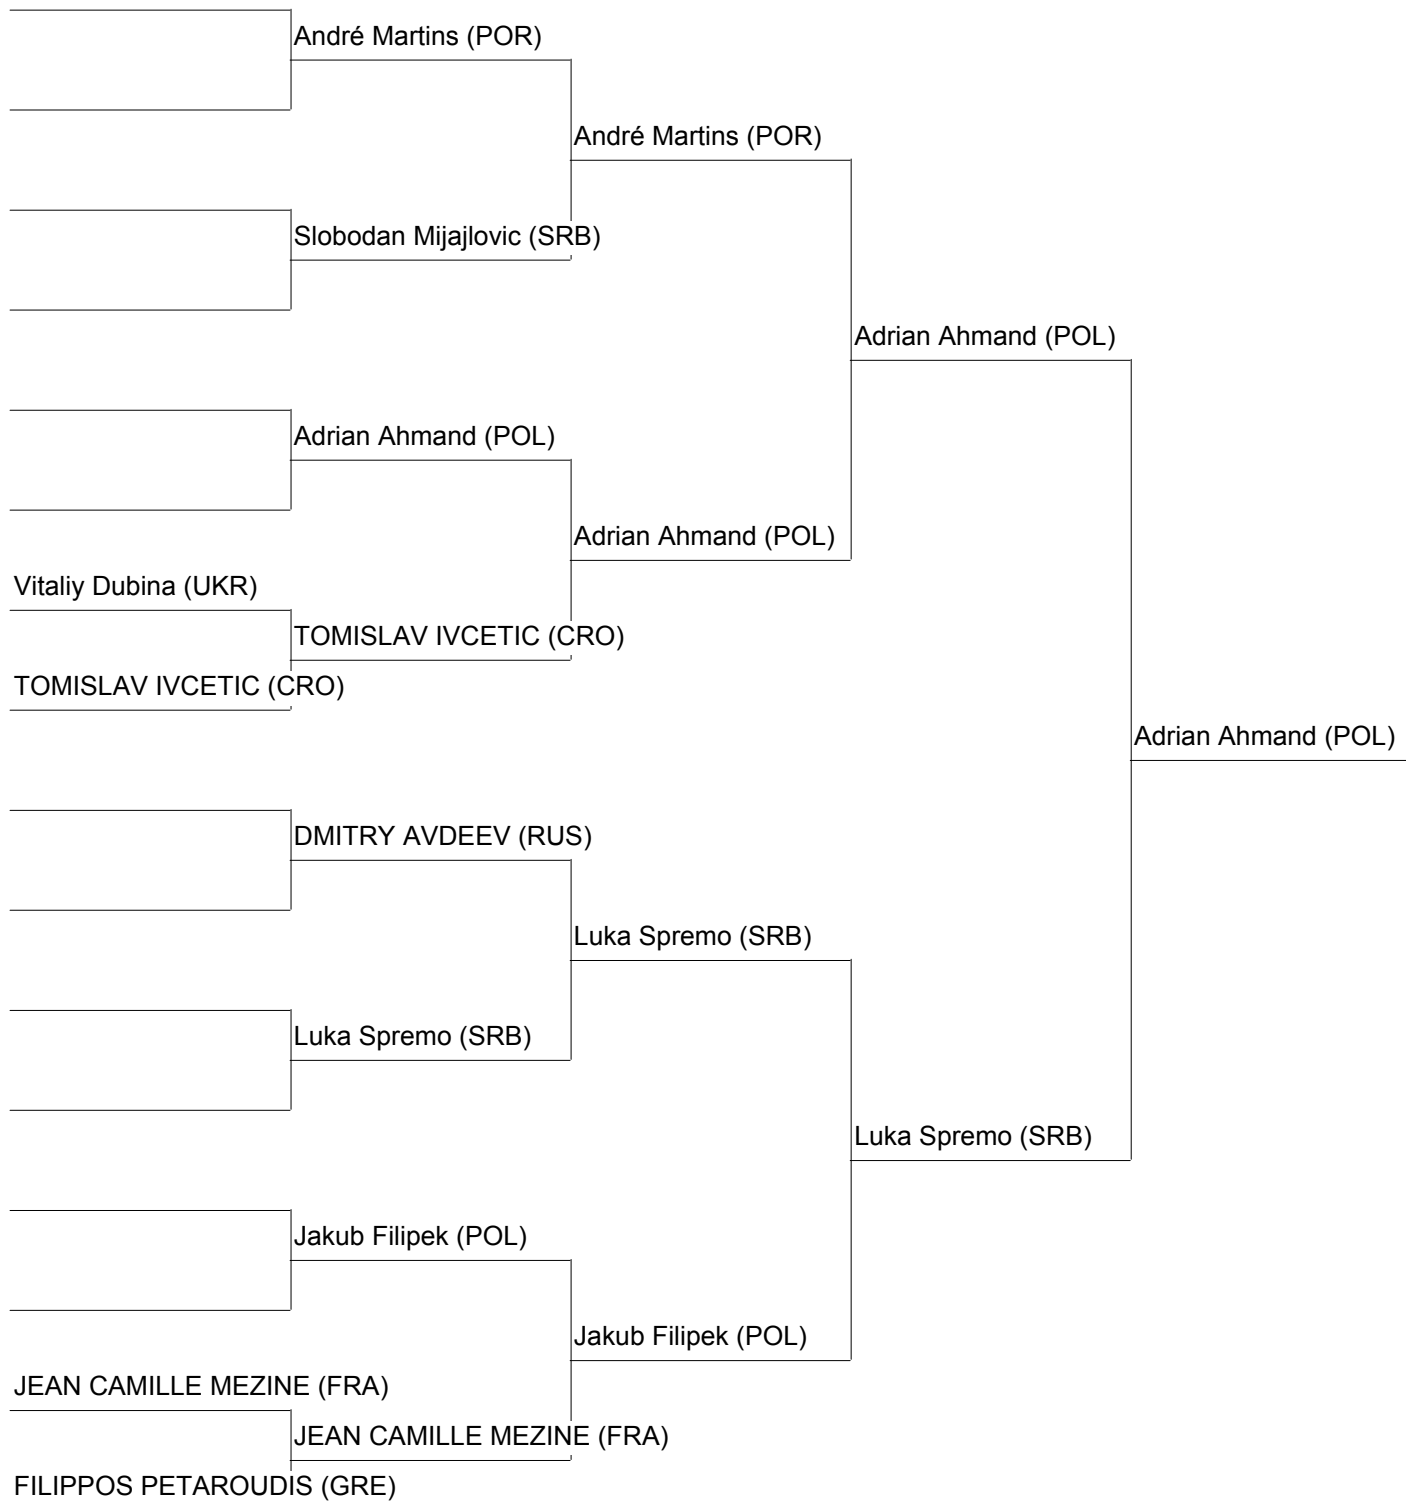 André Martins (POR)
André Martins (POR)
Slobodan Mijajlovic (SRB)
Adrian Ahmand (POL)
Adrian Ahmand (POL)
Adrian Ahmand (POL)
Vitaliy Dubina (UKR)
TOMISLAV IVCETIC (CRO)
TOMISLAV IVCETIC (CRO)
Adrian Ahmand (POL)
DMITRY AVDEEV (RUS)
Luka Spremo (SRB)
Luka Spremo (SRB)
Luka Spremo (SRB)
Jakub Filipek (POL)
Jakub Filipek (POL)
JEAN CAMILLE MEZINE (FRA)
JEAN CAMILLE MEZINE (FRA)
FILIPPOS PETAROUDIS (GRE)